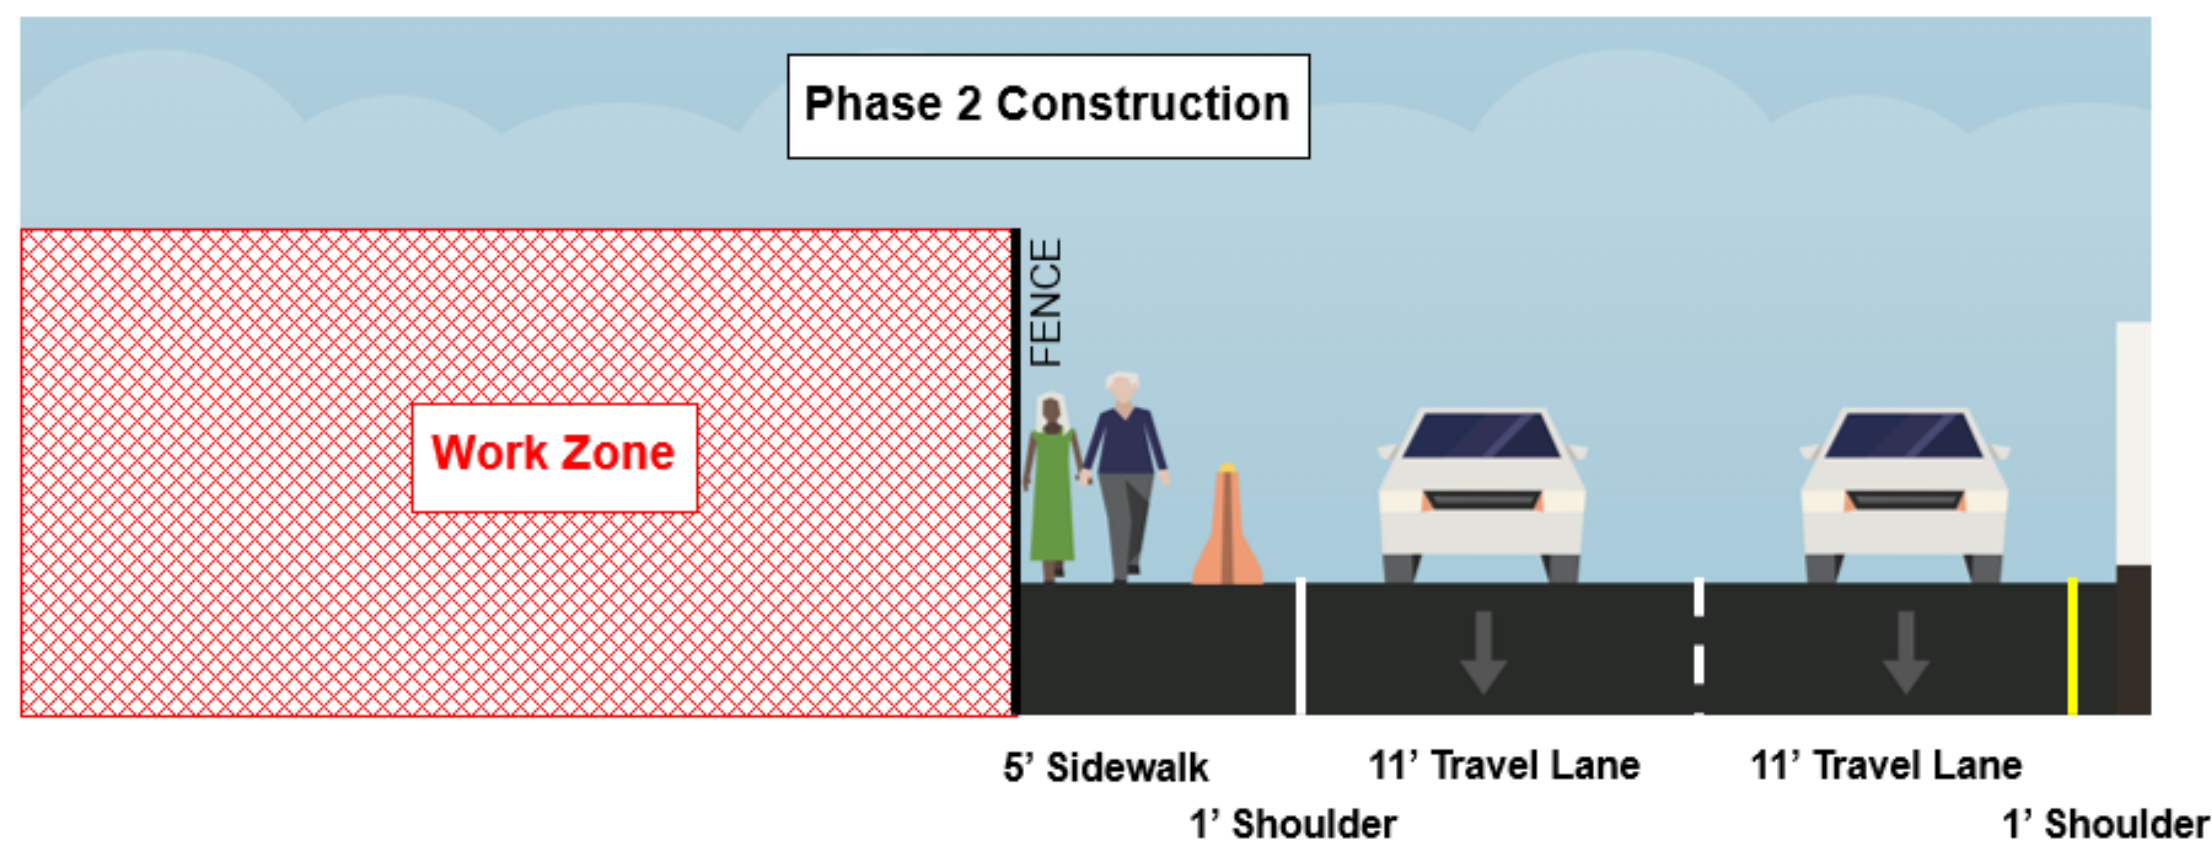 Phase 2 Construction
FENCE
Work Zone
5’ Sidewalk
11’ Travel Lane
11’ Travel Lane
1’ Shoulder
1’ Shoulder